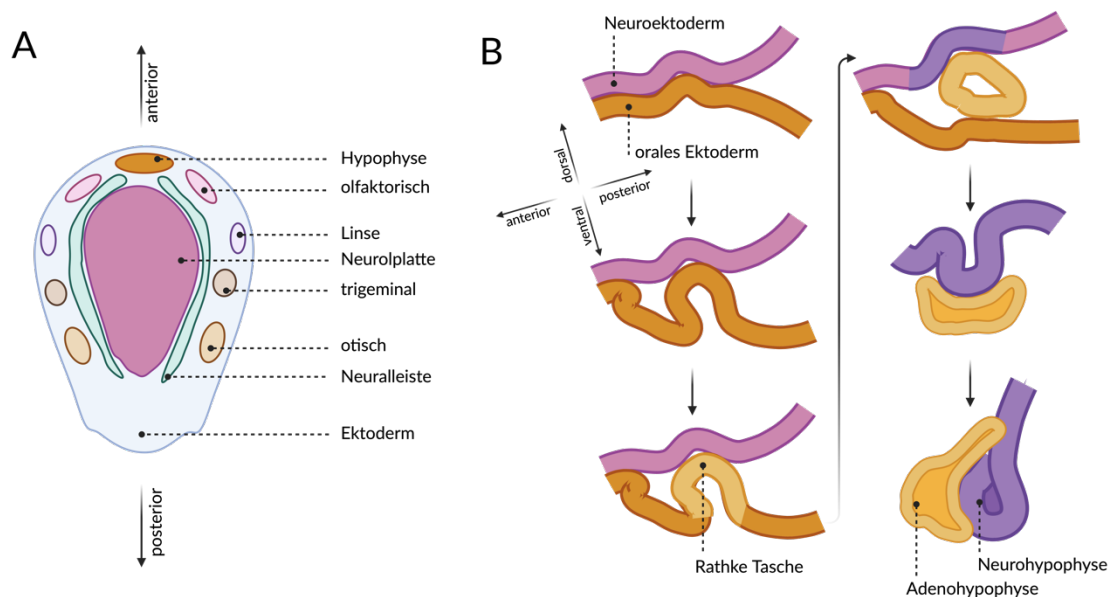 A
anterior
Hypophyse
olfaktorisch
Linse
Neurolplatte
trigeminal
otisch
Neuralleiste
Ektoderm
posterior
B
Neuroektoderm
orales Ektoderm
dorsal
posterior
anterior
ventral
Rathke Tasche
Neurohypophyse
Adenohypophyse